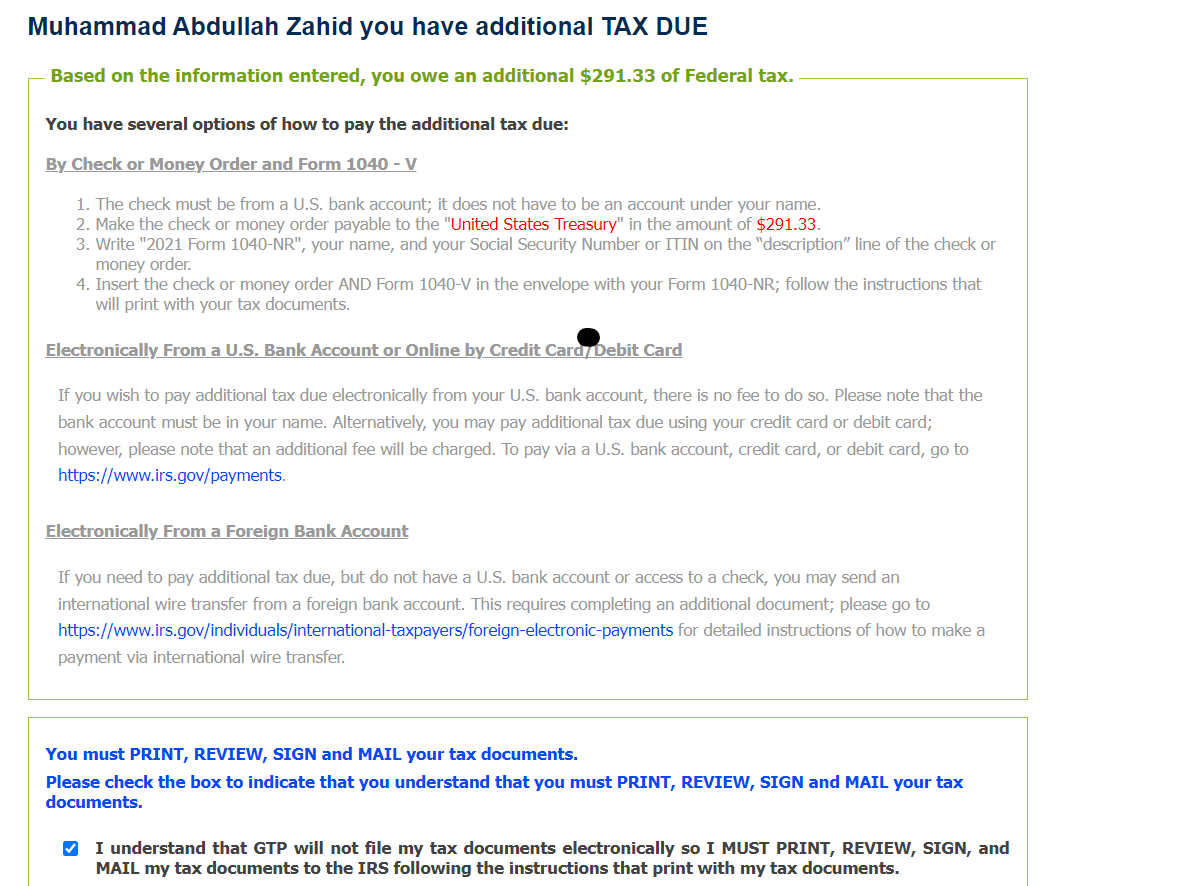 Muhammad Abdullah Zahid you have additional TAX DUE
Based on the information entered, you owe an additional $291.33 of Federal tax.
You have several options of how to pay the additional tax due:
By Check or Money Order and Form 1040 - V
1. The check must be from a U.S. bank account; it does not have to be an account under your name.
2. Make the check or money order payable to the "United States Treasury" in the amount of $291.33.
3. Write "2021 Form 1040-NR", your name, and your Social Security Number or ITIN on the “description” line of the check or
money order.
4. Insert the check or money order AND Form 1040-V in the envelope with your Form 1040-NR; follow the instructions that
will print with your tax documents.
Electronically From a U.S. Bank Account or Online by Credit Card/Debit Card
If you wish to pay additional tax due electronically from your U.S. bank account, there is no fee to do so. Please note that the
bank account must be in your name. Alternatively, you may pay additional tax due using your credit card or debit card;
however, please note that an additional fee will be charged. To pay via a U.S. bank account, credit card, or debit card, go to
https://www.irs.gov/payments.
Electronically From a Foreign Bank Account
If you need to pay additional tax due, but do not have a U.S. bank account or access to a check, you may send an
international wire transfer from a foreign bank account. This requires completing an additional document; please go to
https://www.irs.gov/individuals/international-taxpayers/foreign-electronic-payments for detailed instructions of how to make a
payment via international wire transfer.
You must PRINT, REVIEW, SIGN and MAIL your tax documents.
Please check the box to indicate that you understand that you must PRINT, REVIEW, SIGN and MAIL your tax
documents.
I understand that GTP will not file my tax documents electronically so I MUST PRINT, REVIEW, SIGN, and
MAIL my tax documents to the IRS following the instructions that print with my tax documents.